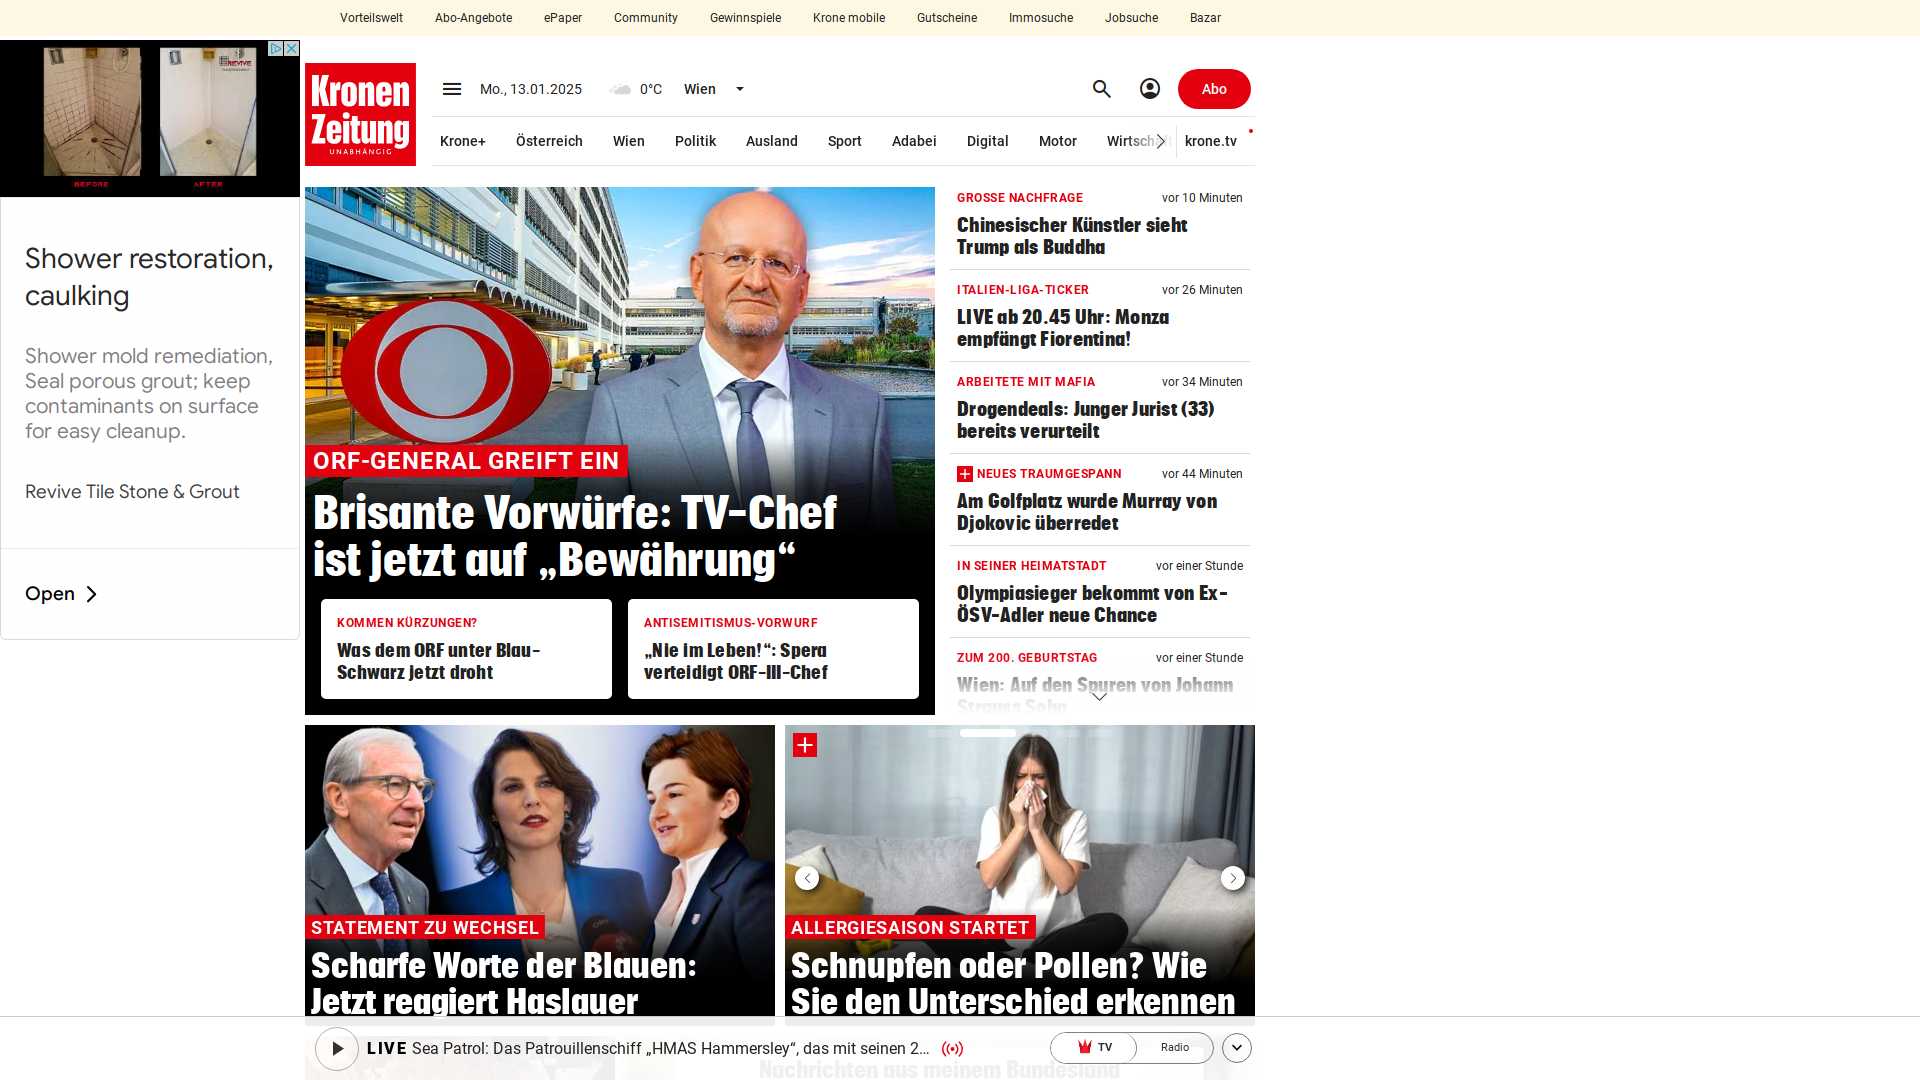 Vorteilswelt
Abo-Angebote
ePaper
Community
Gewinnspiele
Krone mobile
Gutscheine
Immosuche
Jobsuche
Bazar
REVIVE
BEFORE
AFTER
Shower restoration,
caulking
Shower mold remediation,
Seal porous grout; keep
contaminants on surface
for easy cleanup.
Revive Tile Stone & Grout
Open
Kronen
Zeitung
UNABHÄNGIG
Mo., 13.01.2025
0°C
Wien
Abo
Krone+
Österreich
Wien
Politik
Ausland
Sport
Adabei
Digital
Motor
Wirtschaft
krone.tv
ORF-GENERAL GREIFT EIN
Brisante Vorwürfe: TV-Chef
ist jetzt auf „Bewährung“
KOMMEN KÜRZUNGEN?
Was dem ORF unter Blau-
Schwarz jetzt droht
ANTISEMITISMUS-VORWURF
„Nie im Leben!“: Spera
verteidigt ORF-III-Chef
GROSSE NACHFRAGE
vor 10 Minuten
Chinesischer Künstler sieht
Trump als Buddha
ITALIEN-LIGA-TICKER
vor 26 Minuten
LIVE ab 20.45 Uhr: Monza
empfängt Fiorentina!
ARBEITETE MIT MAFIA
vor 34 Minuten
Drogendeals: Junger Jurist (33)
bereits verurteilt
NEUES TRAUMGESPANN
vor 44 Minuten
Am Golfplatz wurde Murray von
Djokovic überredet
IN SEINER HEIMATSTADT
vor einer Stunde
Olympiasieger bekommt von Ex-
ÖSV-Adler neue Chance
ZUM 200. GEBURTSTAG
vor einer Stunde
Wien: Auf den Spuren von Johann
Strauss Sohn
STATEMENT ZU WECHSEL
Scharfe Worte der Blauen:
Jetzt reagiert Haslauer
ALLERGIESAISON STARTET
Schnupfen oder Pollen? Wie
Sie den Unterschied erkennen
LIVE Sea Patrol: Das Patrouillenschiff „HMAS Hammersley“, das mit seinen 2...
TV
Radio
Nachrichten aus meinem Bundesland